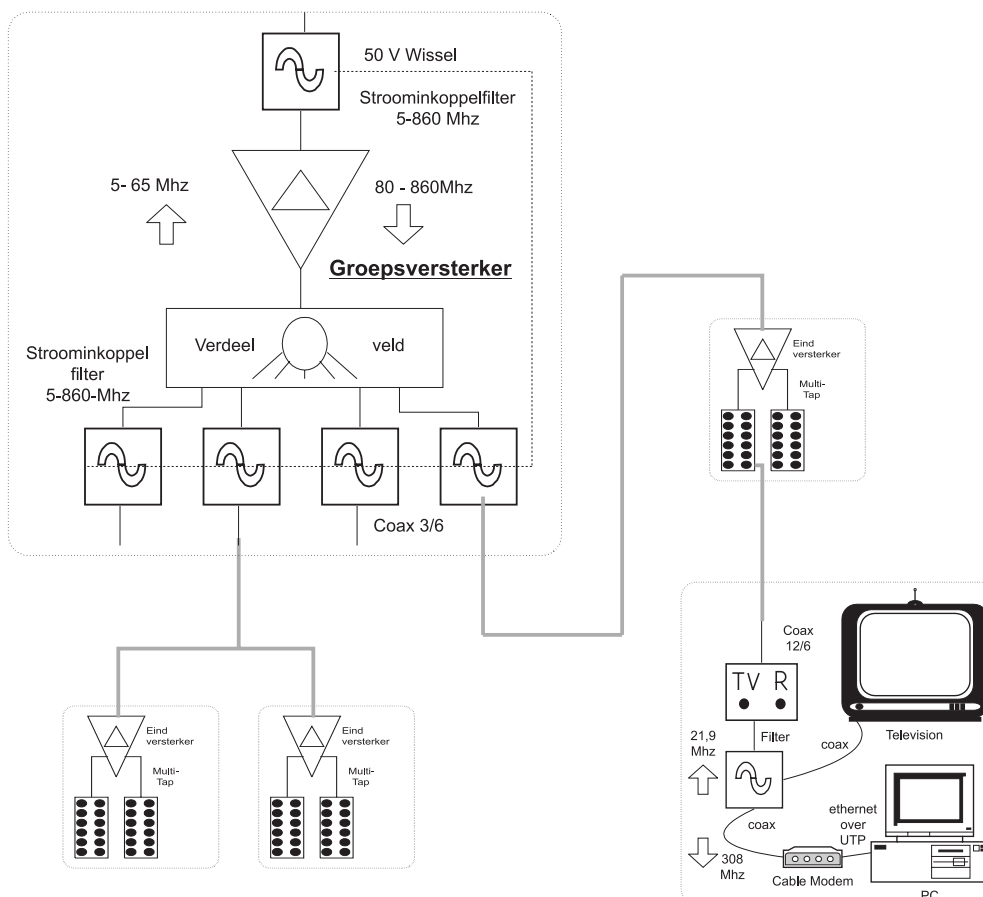 50 V Wissel
Stroominkoppelfilter
5-860 Mhz
5- 65 Mhz
80 - 860Mhz
Groepsversterker
Verdeel
veld
Stroominkoppel
filter
5-860-Mhz
Coax 3/6
Eind
versterker
Multi-
Tap
Eind
versterker
Multi-
Tap
Eind
versterker
Multi-
Tap
Coax
12/6
TV R
Filter
21,9
Mhz
coax
Television
coax
ethernet
over
UTP
308
Mhz
Cable Modem
PC